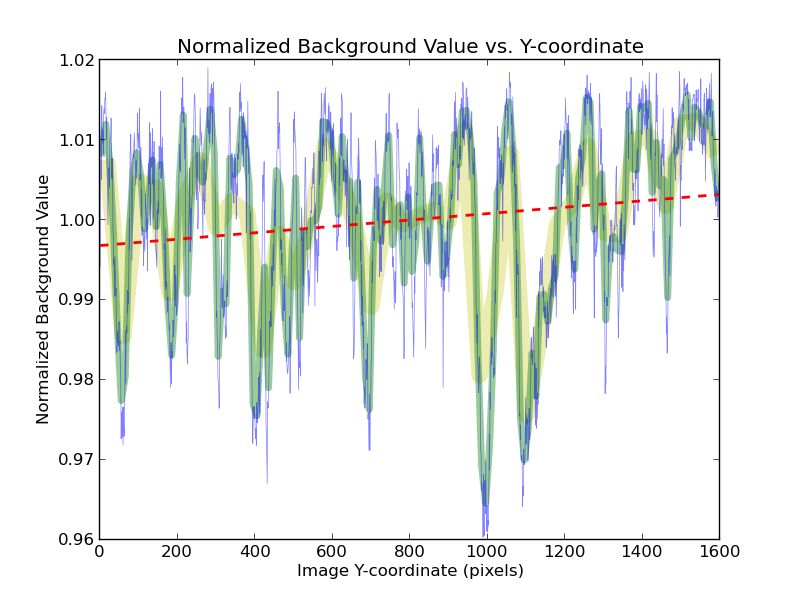 Normalized Background Value vs. Y-coordinate
1.02
1.01
1.00
0.99
0.98
0.97
0.96
Normalized Background Value
0 200 400 600 800 1000 1200 1400 1600
Image Y-coordinate (pixels)